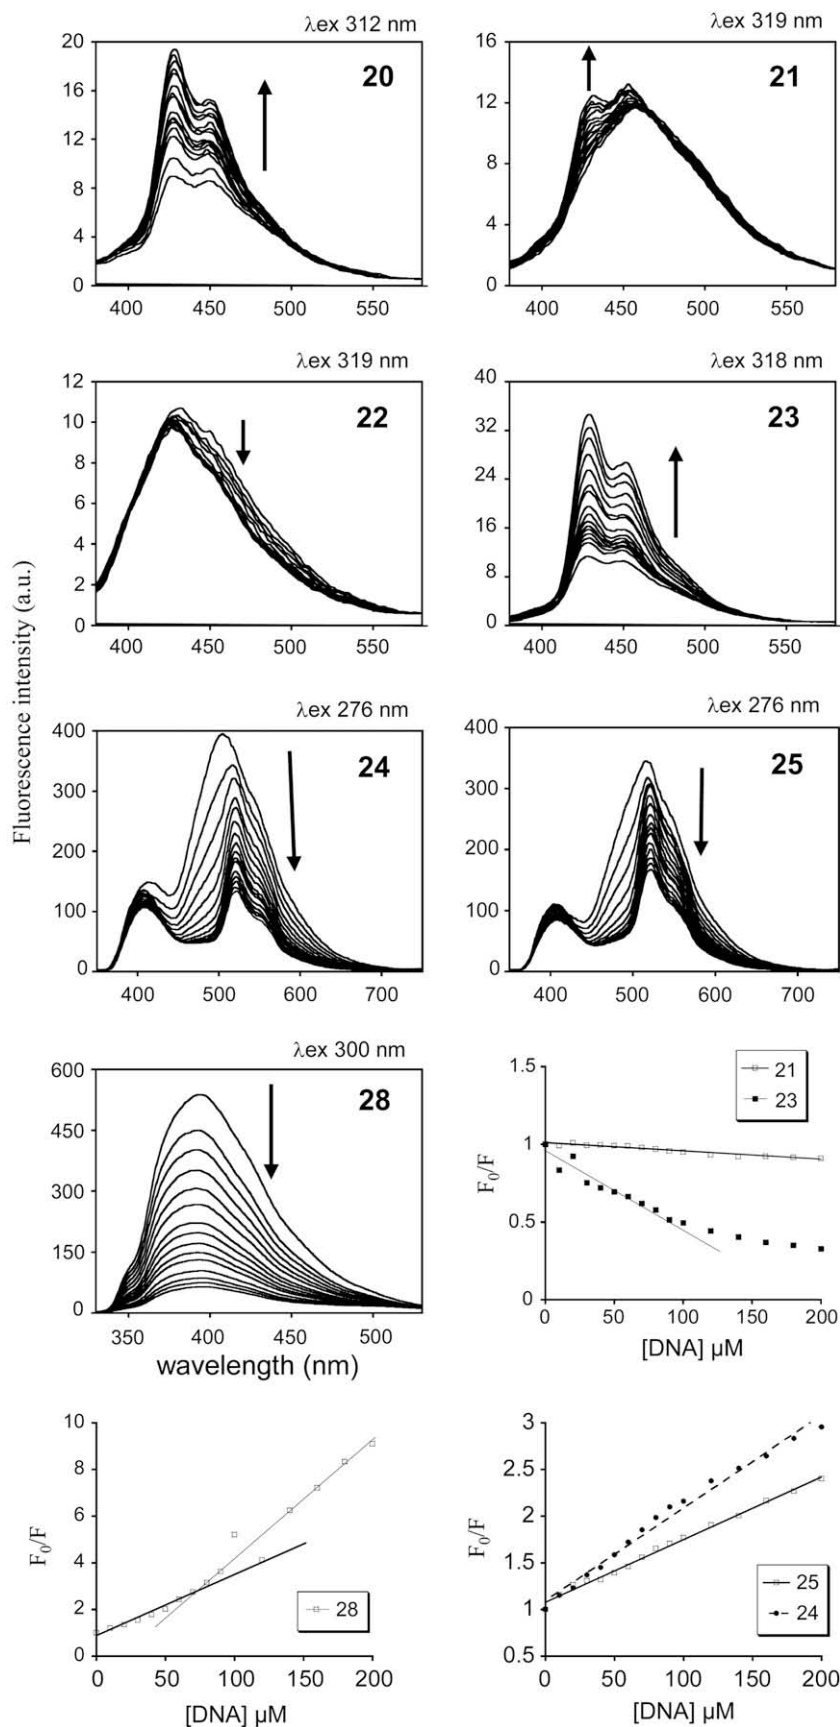 λex 312 nm
20
20
16
12
8
4
0
400 450 500 550
λex 319 nm
21
16
12
8
4
0
400 450 500 550
λex 319 nm
22
12
10
8
6
4
2
0
400 450 500 550
λex 318 nm
23
40
32
24
16
8
0
400 450 500 550
Fluorescence intensity (a.u.)
λex 276 nm
24
400
300
200
100
0
400 500 600 700
λex 276 nm
25
400
300
200
100
0
400 500 600 700
λex 300 nm
28
600
450
300
150
0
350 400 450 500
wavelength (nm)
1.5
1
0.5
0
F₀/F
21
23
0 50 100 150 200
[DNA] µM
10
8
6
4
2
0
F₀/F
28
0 50 100 150 200
[DNA] µM
3
2.5
2
1.5
1
0.5
F₀/F
25
24
0 50 100 150 200
[DNA] µM